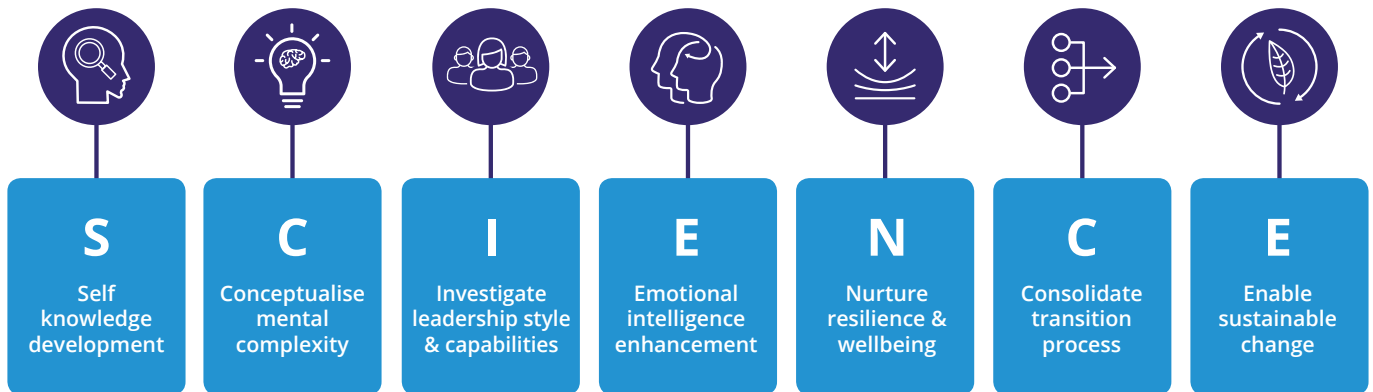 S
Self
knowledge
development
C
Conceptualise
mental
complexity
I
Investigate
leadership style
& capabilities
E
Emotional
intelligence
enhancement
N
Nurture
resilience &
wellbeing
C
Consolidate
transition
process
E
Enable
sustainable
change